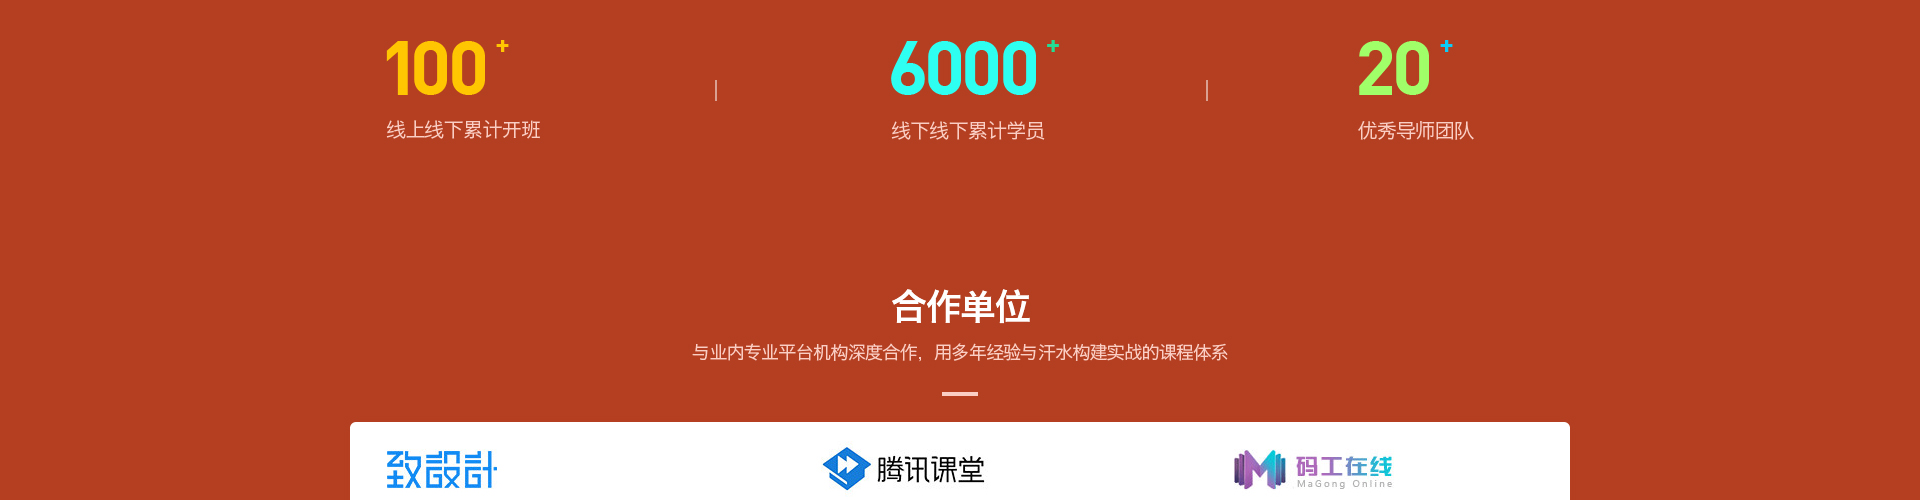 100+
6000+
20+
线上线下累计开班
线下线下累计学员
优秀导师团队
合作单位
与业内专业平台机构深度合作，用多年经验与汗水构建实战的课程体系
致設計
腾讯课堂
码工在线
MaGong Online